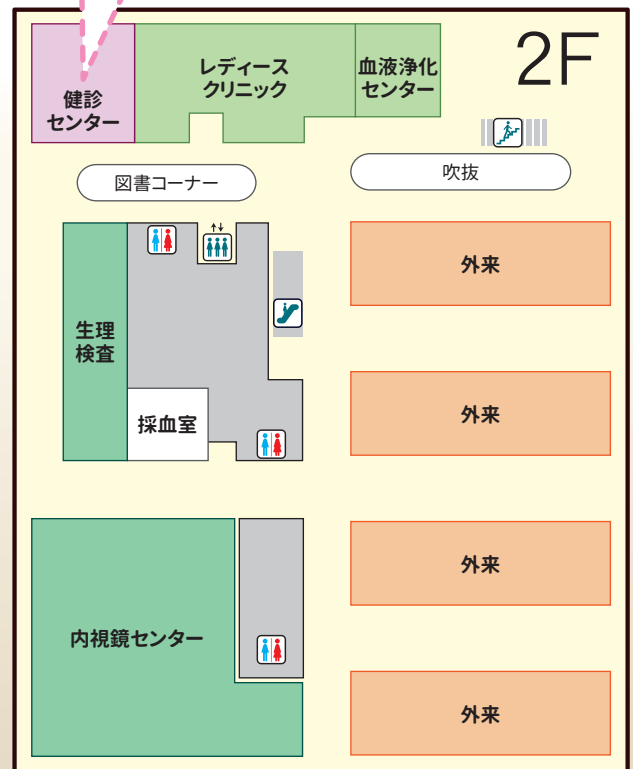 2F
健診
センター
レディース
クリニック
血液浄化
センター
図書コーナー
吹抜
外来
生理
検査
採血室
外来
外来
内視鏡センター
外来